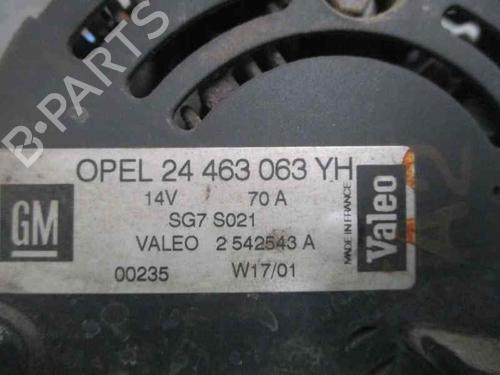 OPEL 24 463 063 YH
14V 70 A
SG7 S021
VALEO 2 542543 A
00235 W17/01
GM
MADE IN FRANCE
Valeo
A2
B-PARTS